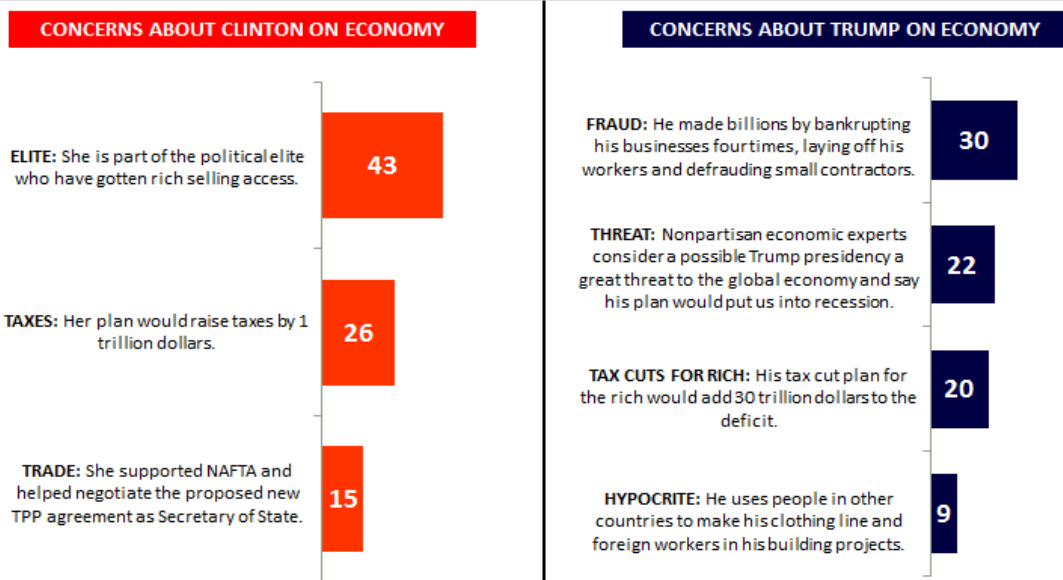 CONCERNS ABOUT CLINTON ON ECONOMY
ELITE: She is part of the political elite
who have gotten rich selling access.
43
TAXES: Her plan would raise taxes by 1
trillion dollars.
26
TRADE: She supported NAFTA and
helped negotiate the proposed new
TPP agreement as Secretary of State.
15
CONCERNS ABOUT TRUMP ON ECONOMY
FRAUD: He made billions by bankrupting
his businesses four times, laying off his
workers and defrauding small contractors.
30
THREAT: Nonpartisan economic experts
consider a possible Trump presidency a
great threat to the global economy and say
his plan would put us into recession.
22
TAX CUTS FOR RICH: His tax cut plan for
the rich would add 30 trillion dollars to the
deficit.
20
HYPOCRITE: He uses people in other
countries to make his clothing line and
foreign workers in his building projects.
9